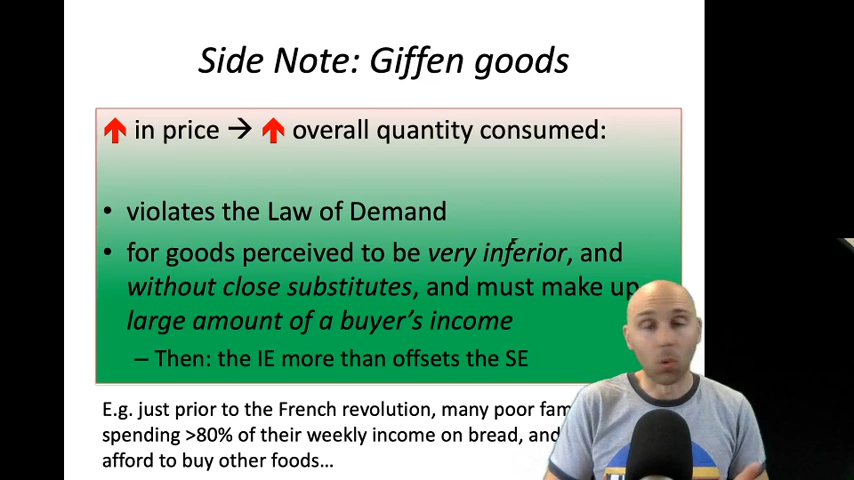 Side Note: Giffen goods
↑ in price → ↑ overall quantity consumed:
• violates the Law of Demand
• for goods perceived to be very inferior, and
without close substitutes, and must make up
large amount of a buyer's income
– Then: the IE more than offsets the SE
E.g. just prior to the French revolution, many poor
spending >80% of their weekly income on bread, and
afford to buy other foods…